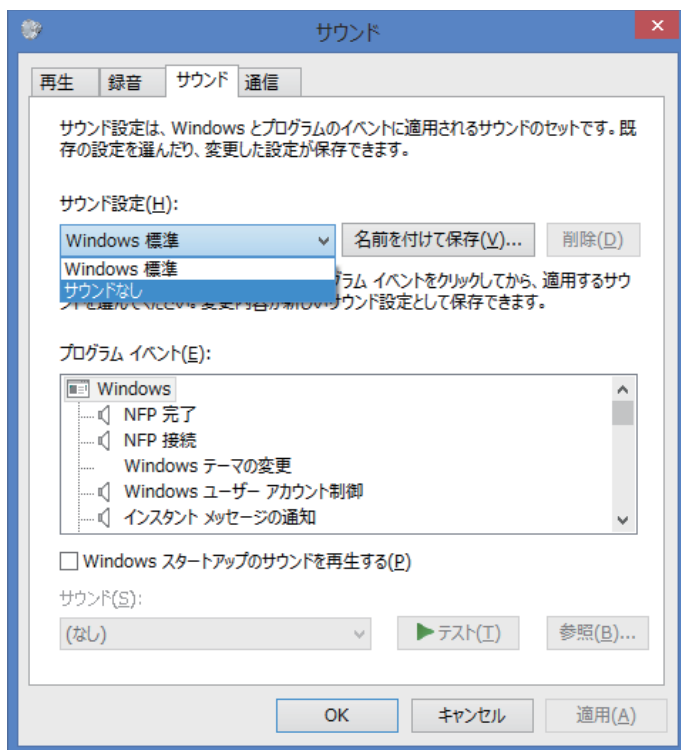 サウンド
再生 録音 サウンド 通信
サウンド設定は、Windows とプログラムのイベントに適用されるサウンドのセットです。既
存の設定を選んだり、変更した設定が保存できます。
サウンド設定(H):
Windows 標準 名前を付けて保存(V)... 削除(D)
Windows 標準
サウンドなし
ラム イベントをクリックしてから、適用するサウ
サウンド設定として保存できます。
プログラム イベント(E):
Windows
NFP 完了
NFP 接続
Windows テーマの変更
Windows ユーザー アカウント制御
インスタント メッセージの通知
Windows スタートアップのサウンドを再生する(P)
サウンド(S):
(なし) テスト(T) 参照(B)...
OK キャンセル 適用(A)